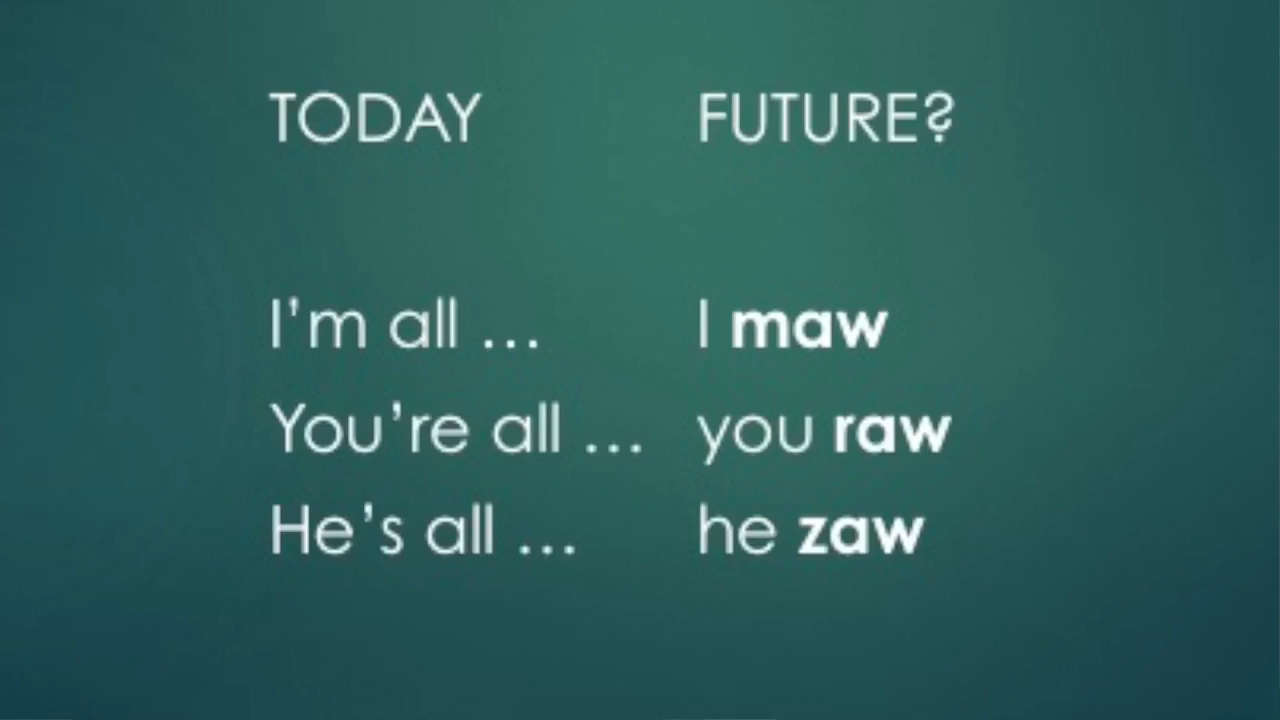 TODAY FUTURE?
I’m all … I maw
You’re all … you raw
He’s all … he zaw